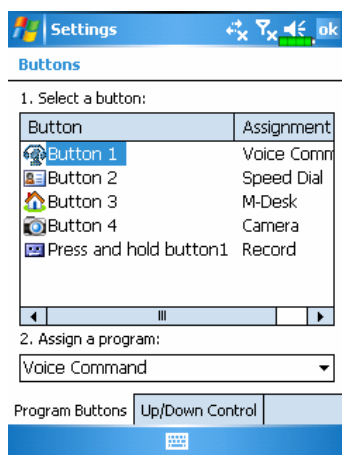 Settings ok
Buttons
1. Select a button:
Button Assignment
Button 1 Voice Comm
Button 2 Speed Dial
Button 3 M-Desk
Button 4 Camera
Press and hold button1 Record
2. Assign a program:
Voice Command
Program Buttons Up/Down Control